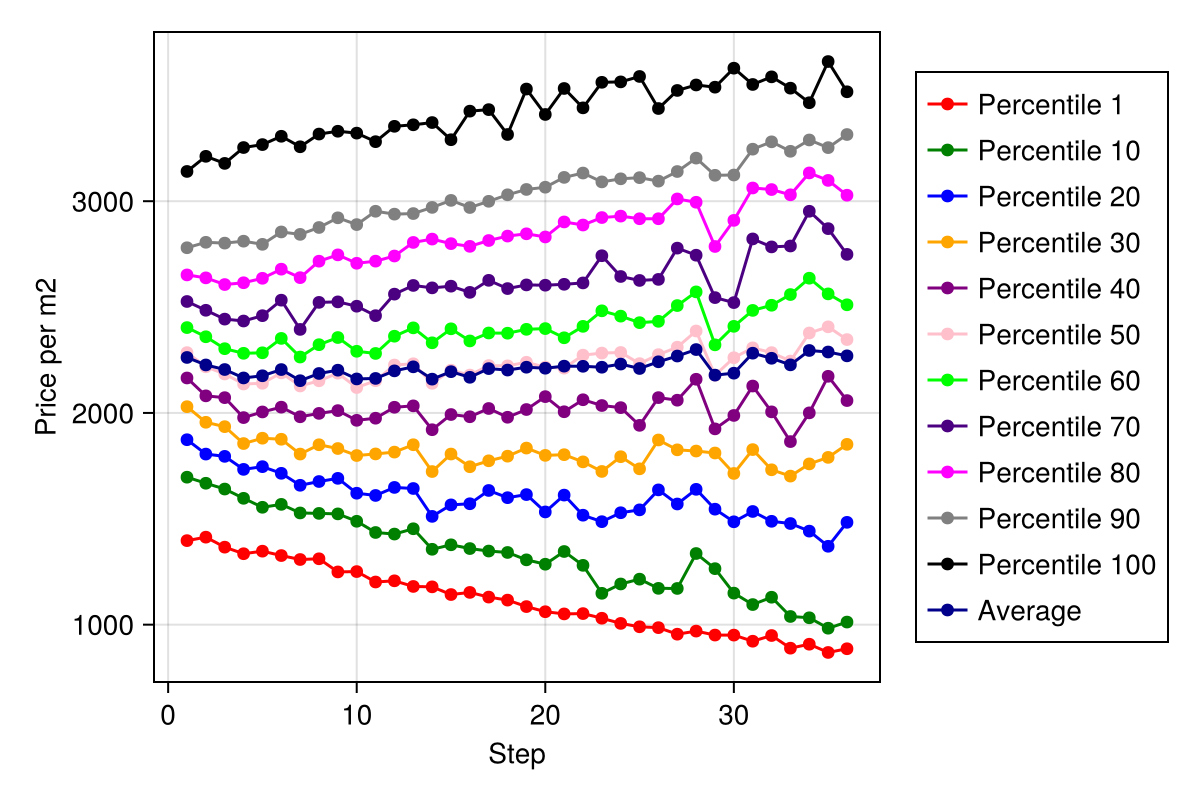 3000
2000
1000
Price per m2
0 10 20 30
Step
Percentile 1
Percentile 10
Percentile 20
Percentile 30
Percentile 40
Percentile 50
Percentile 60
Percentile 70
Percentile 80
Percentile 90
Percentile 100
Average